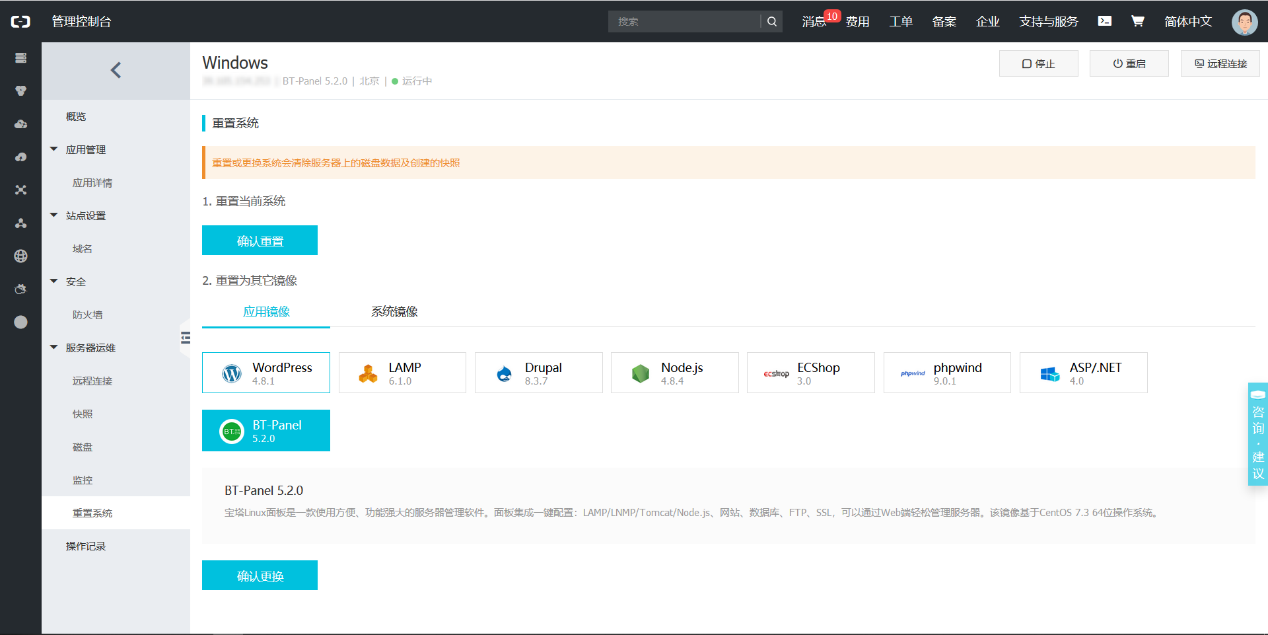 管理控制台
搜索
消息 10 费用 工单 备案 企业 支持与服务 简体中文
Windows
停止 重启 远程连接
| BT-Panel 5.2.0 | 北京 | 运行中
概览
应用管理
应用详情
站点设置
域名
安全
防火墙
服务器运维
远程连接
快照
磁盘
监控
重置系统
操作记录
重置系统
重置或更换系统会清除服务器上的磁盘数据及创建的快照
1. 重置当前系统
确认重置
2. 重置为其它镜像
应用镜像 系统镜像
WordPress
4.8.1
LAMP
6.1.0
Drupal
8.3.7
Node.js
4.8.4
ecshop
ECShop
3.0
phpwind
phpwind
9.0.1
ASP/.NET
4.0
BT-Panel
5.2.0
BT-Panel 5.2.0
宝塔Linux面板是一款使用方便、功能强大的服务器管理软件。面板集成一键配置：LAMP/LNMP/Tomcat/Node.js、网站、数据库、FTP、SSL，可以通过Web端轻松管理服务器。该镜像基于CentOS 7.3 64位操作系统。
确认更换
咨询·建议